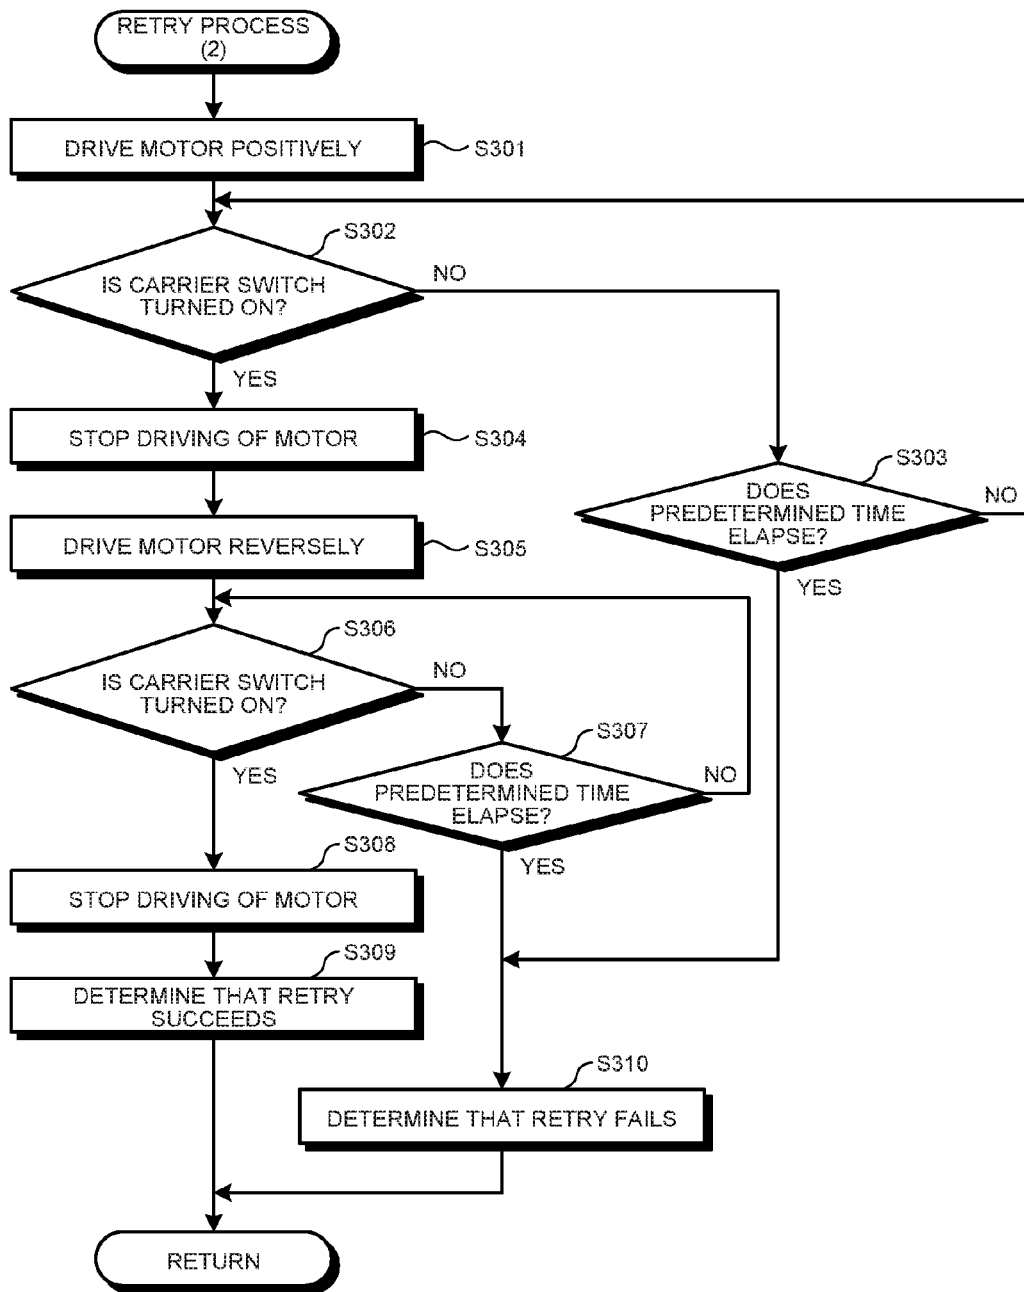 RETRY PROCESS
(2)
DRIVE MOTOR POSITIVELY
S301
S302
IS CARRIER SWITCH
TURNED ON?
NO
YES
STOP DRIVING OF MOTOR
S304
S303
DOES
PREDETERMINED TIME
ELAPSE?
NO
YES
DRIVE MOTOR REVERSELY
S305
S306
IS CARRIER SWITCH
TURNED ON?
NO
YES
S307
DOES
PREDETERMINED TIME
ELAPSE?
NO
YES
S308
STOP DRIVING OF MOTOR
S309
DETERMINE THAT RETRY
SUCCEEDS
S310
DETERMINE THAT RETRY FAILS
RETURN